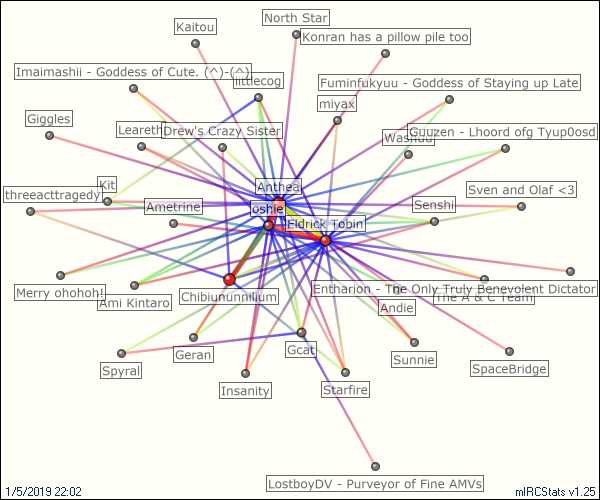 North Star
Kaitou
Konran has a pillow pile too
Imaimashii - Goddess of Cute. (^)-(^)
littlecog
Fuminfukyuu - Goddess of Staying up Late
miyax
Giggles
Leareth
Drew's Crazy Sister
Washuu
Guuzen - Lhoord ofg Tyup0osd
threeacttragedy
Kit
Anthea
Sven and Olaf <3
Ametrine
oshie
Senshi
Eldrick Tobin
Merry ohohoh!
Ami Kintaro
Chibiununnilium
Entharion - The Only Truly Benevolent Dictator
The A & C Team
Andie
Geran
Gcat
Sunnie
SpaceBridge
Spyral
Insanity
Starfire
LostboyDV - Purveyor of Fine AMVs
1/5/2019 22:02
mIRCStats v1.25